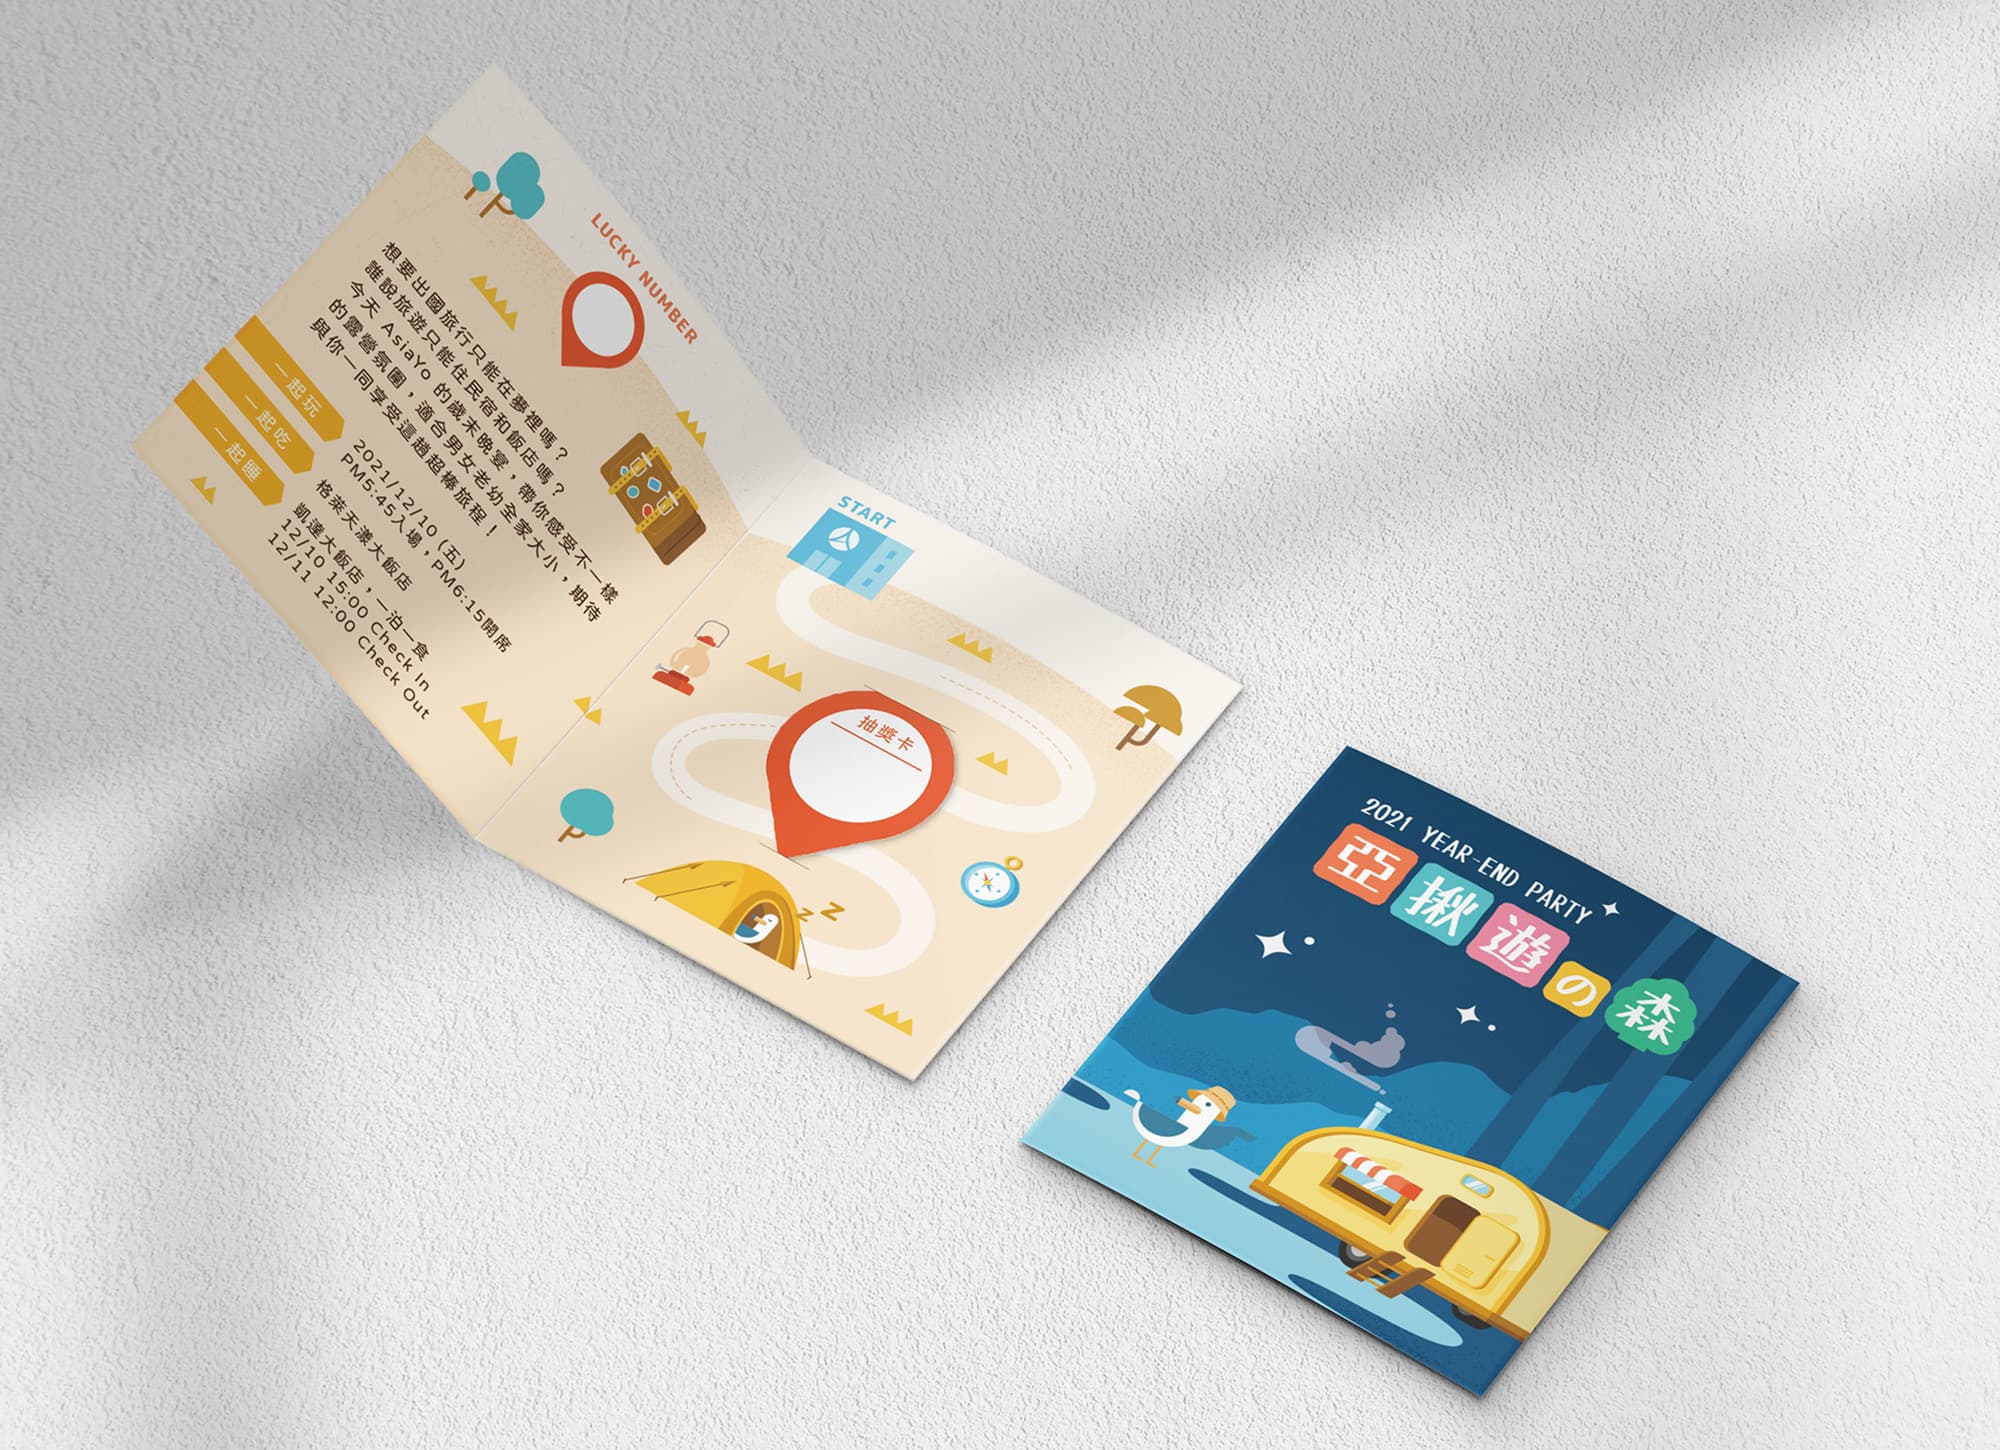 LUCKY NUMBER
想要出國旅行只能在夢裡嗎？
誰說旅遊只能住民宿和飯店嗎？
今天 AsiaYo 的歲末晚宴，帶你感受不一樣
的露營氛圍，適合男女老幼全家大小，期待
與你一同享受這趟超棒旅程！
一起玩
2021/12/10 (五)
PM5:45入場，PM6:15開席
一起吃
格萊天漾大飯店
一起睡
凱達大飯店，一泊一食
12/10 15:00 Check In
12/11 12:00 Check Out
START
抽獎卡
Z Z
2021 YEAR-END PARTY
亞揪遊の森